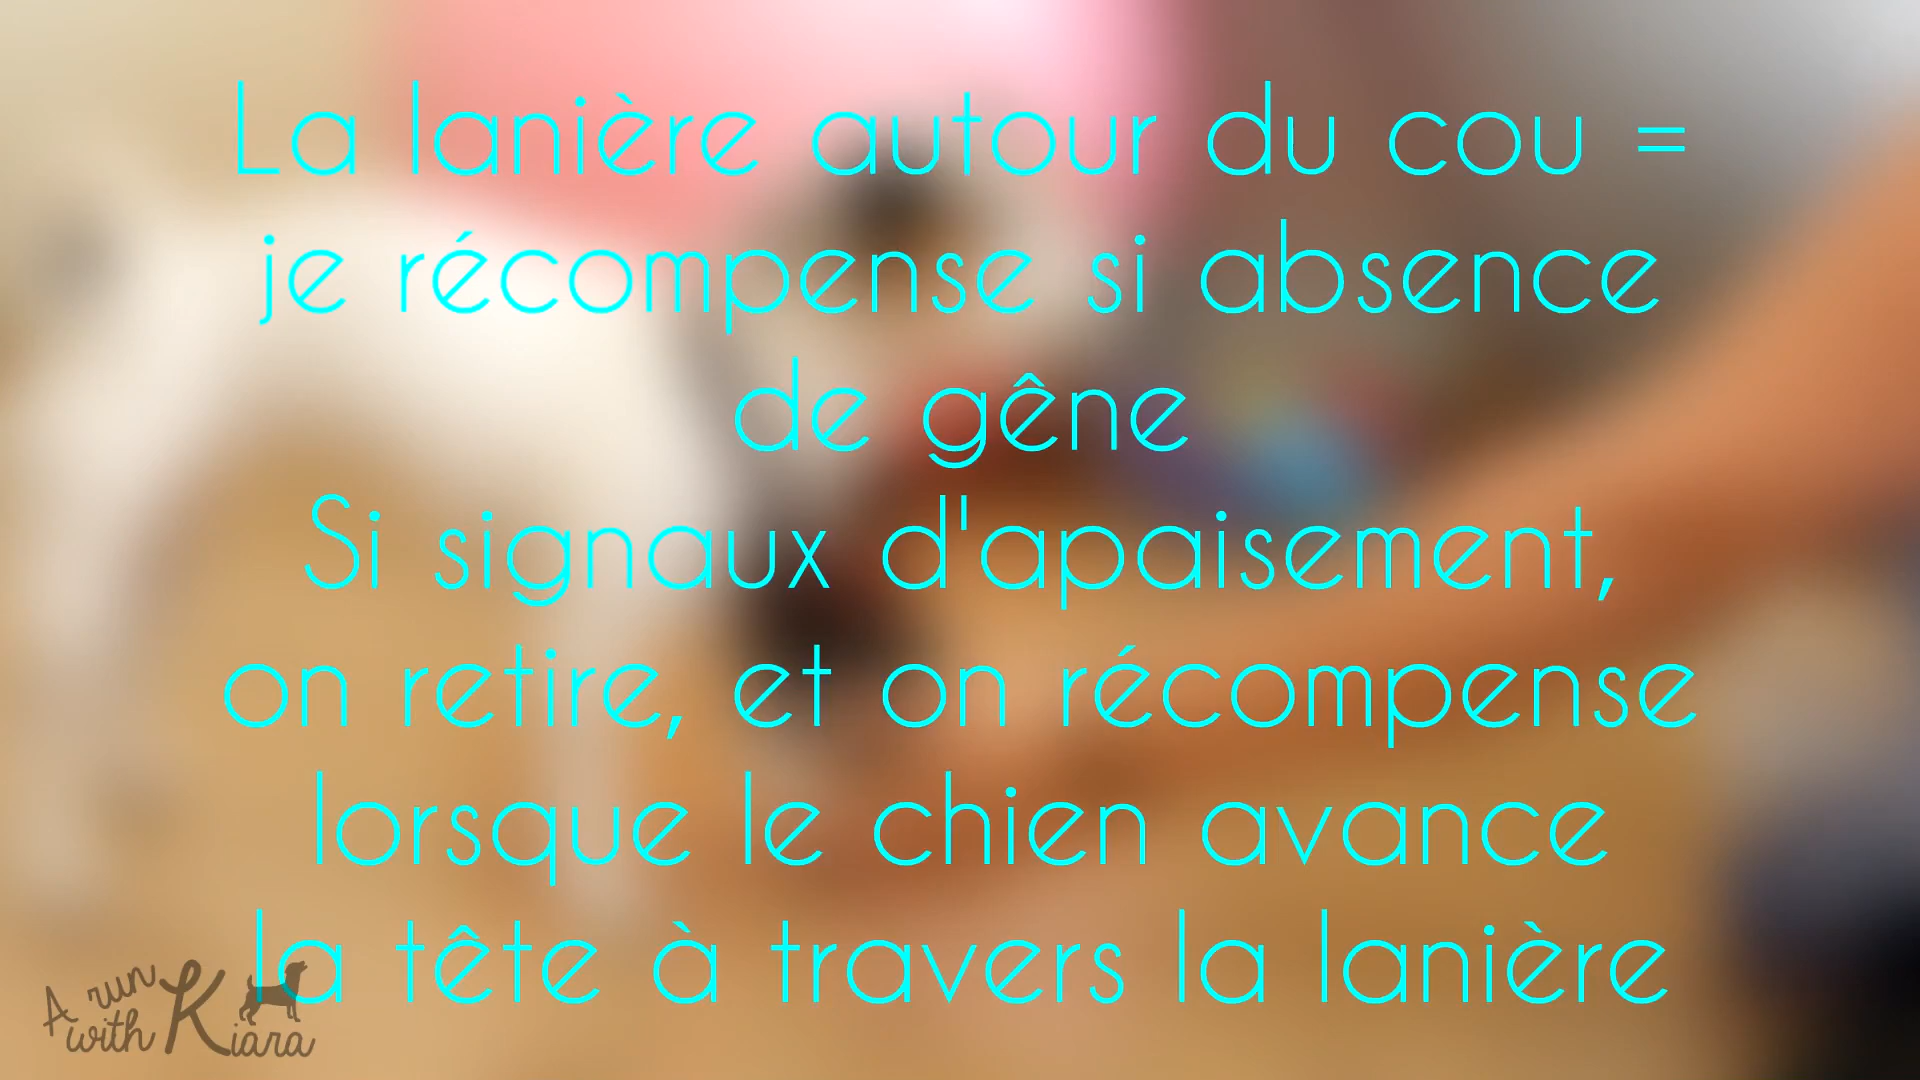 La lanière autour du cou =
je récompense si absence
de gêne
Si signaux d'apaisement,
on retire, et on récompense
lorsque le chien avance
la tête à travers la lanière
A run
with Kiara